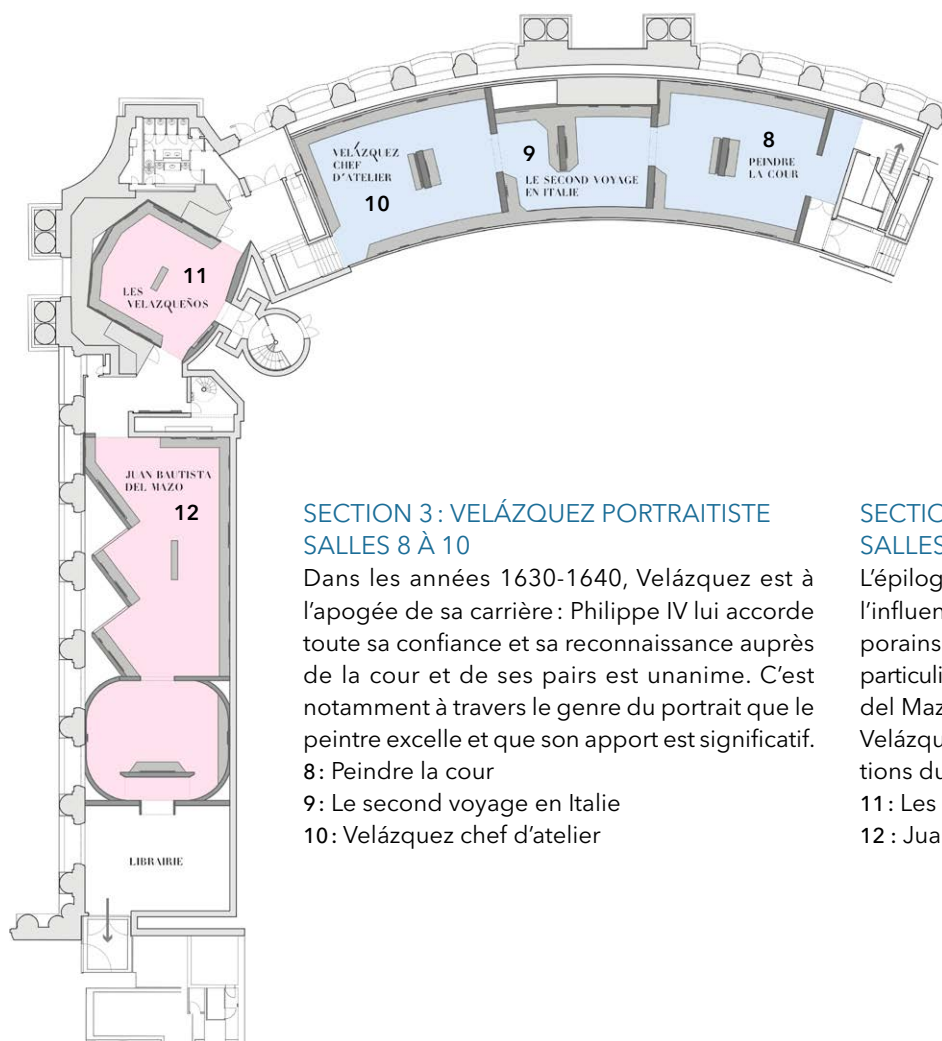 8
PEINDRE
LA COUR
9
LE SECOND VOYAGE
EN ITALIE
VELÁZQUEZ
CHEF
D'ATELIER
10
11
LES
VELAZQUEÑOS
JUAN BAUTISTA
DEL MAZO
12
LIBRAIRIE
SECTION 3 : VELÁZQUEZ PORTRAITISTE
SALLES 8 À 10
Dans les années 1630-1640, Velázquez est à
l'apogée de sa carrière : Philippe IV lui accorde
toute sa confiance et sa reconnaissance auprès
de la cour et de ses pairs est unanime. C'est
notamment à travers le genre du portrait que le
peintre excelle et que son apport est significatif.
8 : Peindre la cour
9 : Le second voyage en Italie
10 : Velázquez chef d'atelier
SECTIO
SALLES
L'épilog
l'influen
porains
particuli
del Maz
Velázqu
tions du
11 : Les
12 : Jua